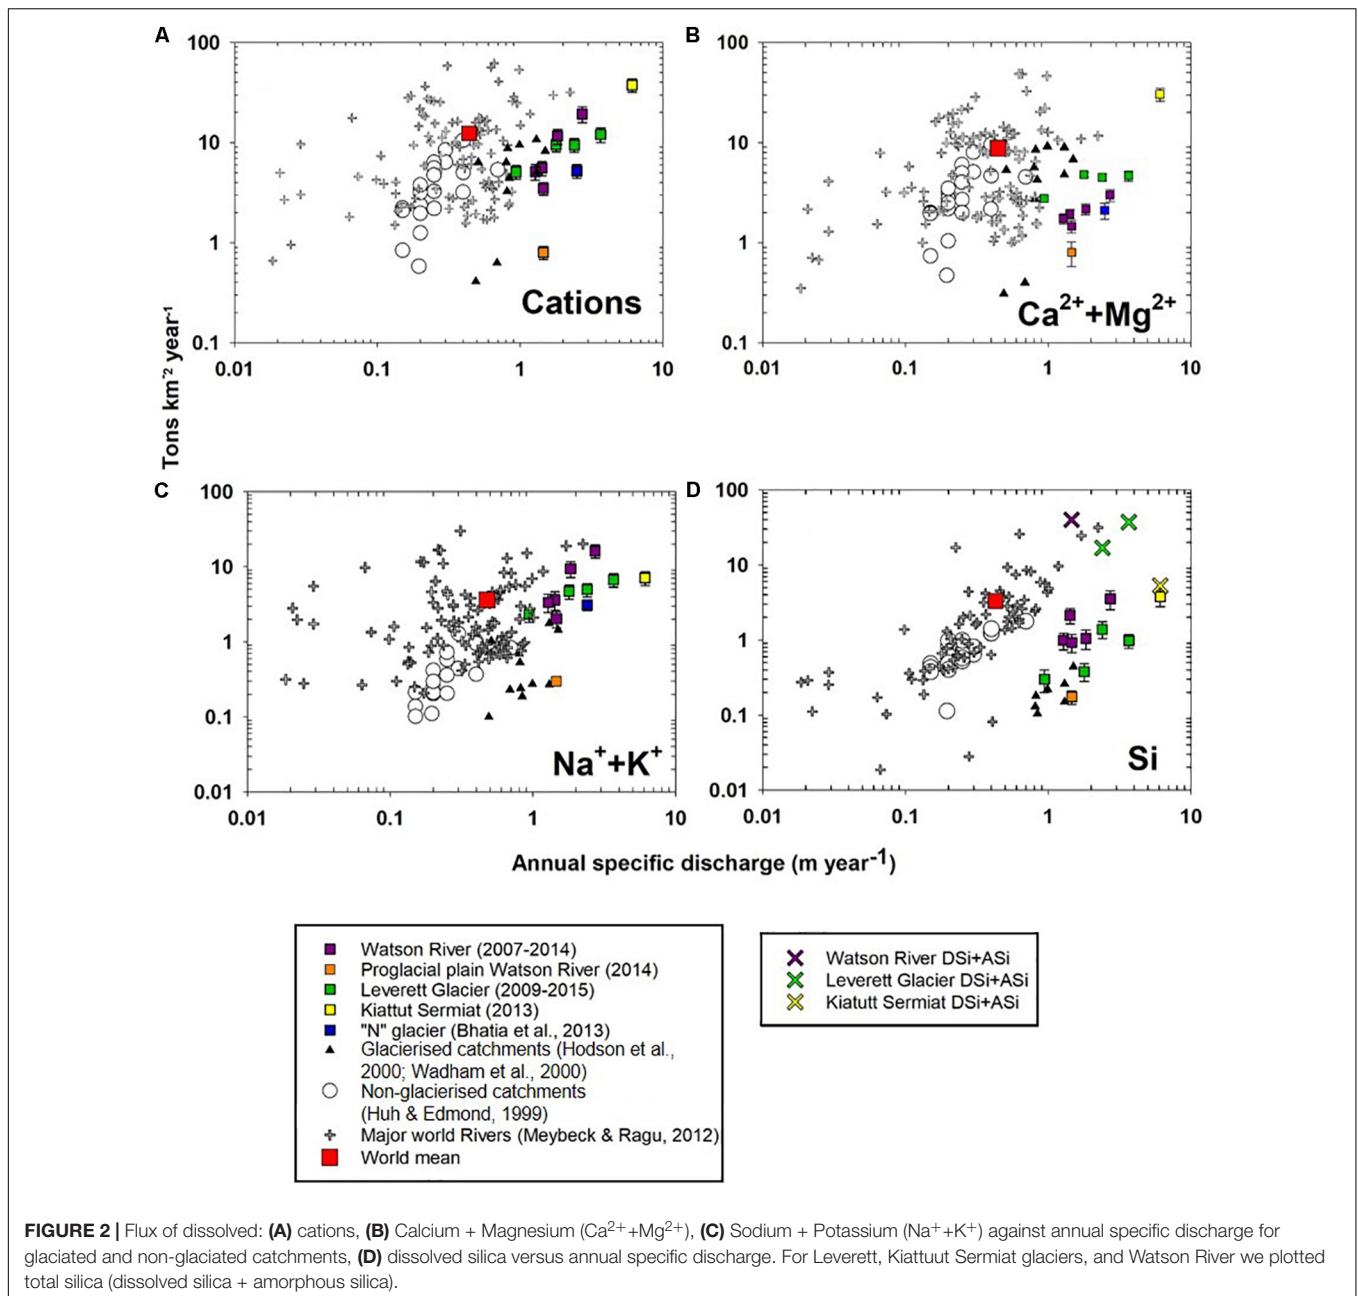 A
B
100
10
1
0.1
0.01
0.1
1
10
Cations
100
10
1
0.1
0.01
0.1
1
10
Ca2++Mg2+
Tons km-2 year-1
C
D
100
10
1
0.1
0.01
0.01
0.1
1
10
Na++K+
100
10
1
0.1
0.01
0.01
0.1
1
10
Si
Annual specific discharge (m year-1)
Watson River (2007-2014)
Proglacial plain Watson River (2014)
Leverett Glacier (2009-2015)
Kiattut Sermiat (2013)
"N" glacier (Bhatia et al., 2013)
Glacierised catchments (Hodson et al.,
2000; Wadham et al., 2000)
Non-glacierised catchments
(Huh & Edmond, 1999)
Major world Rivers (Meybeck & Ragu, 2012)
World mean
Watson River DSi+ASi
Leverett Glacier DSi+ASi
Kiatutt Sermiat DSi+ASi
FIGURE 2 | Flux of dissolved: (A) cations, (B) Calcium + Magnesium (Ca2++Mg2+), (C) Sodium + Potassium (Na++K+) against annual specific discharge for
glaciated and non-glaciated catchments, (D) dissolved silica versus annual specific discharge. For Leverett, Kiattuut Sermiat glaciers, and Watson River we plotted
total silica (dissolved silica + amorphous silica).